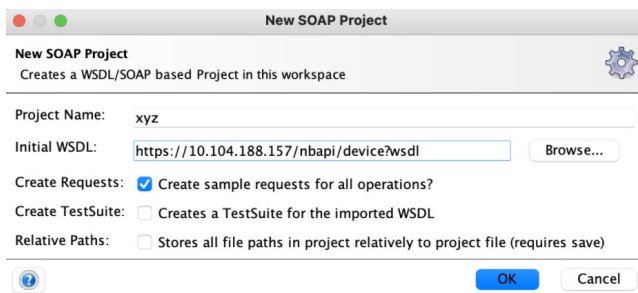 New SOAP Project
New SOAP Project
Creates a WSDL/SOAP based Project in this workspace
Project Name: xyz
Initial WSDL: https://10.104.188.157/nbapi/device?wsdl Browse...
Create Requests: Create sample requests for all operations?
Create TestSuite: Creates a TestSuite for the imported WSDL
Relative Paths: Stores all file paths in project relatively to project file (requires save)
? OK Cancel